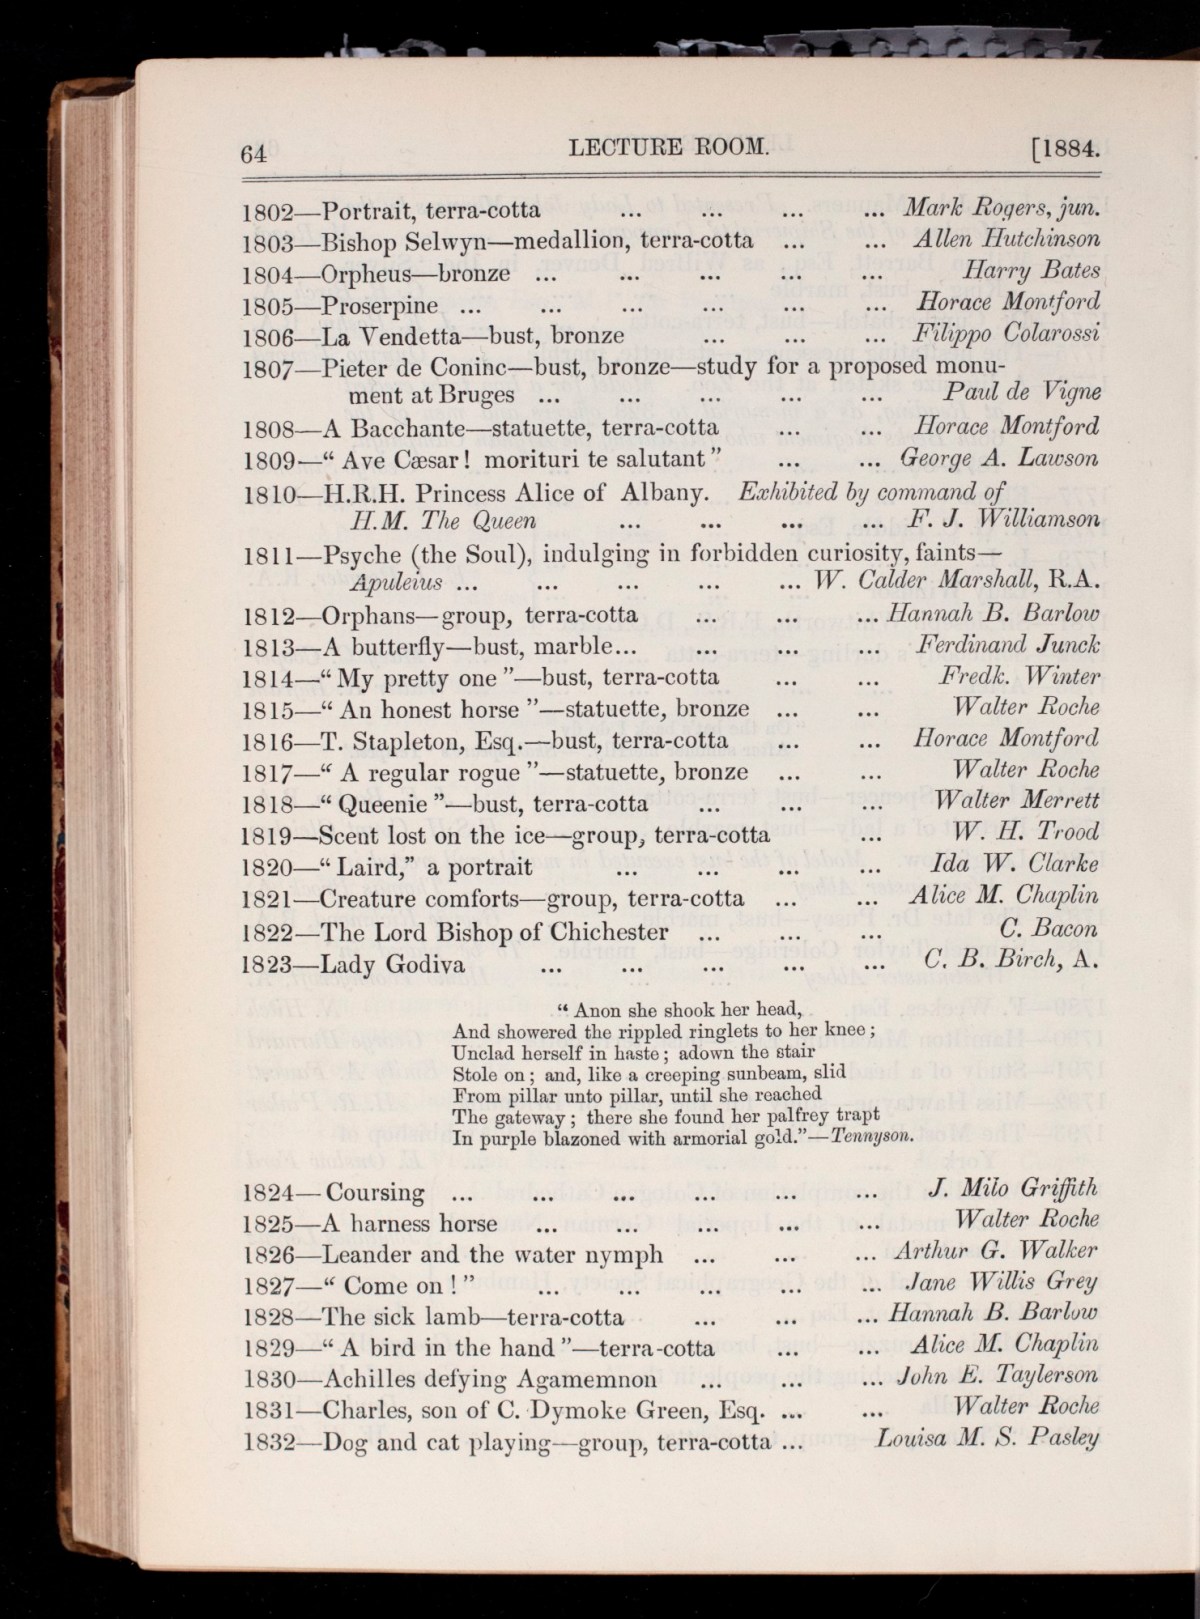 64 LECTURE ROOM. [1884.
1802—Portrait, terra-cotta ... ... ... ... Mark Rogers, jun.
1803—Bishop Selwyn—medallion, terra-cotta ... ... Allen Hutchinson
1804—Orpheus—bronze ... ... ... ... ... Harry Bates
1805—Proserpine ... ... ... ... ... ... Horace Montford
1806—La Vendetta—bust, bronze ... ... ... Filippo Colarossi
1807—Pieter de Coninc—bust, bronze—study for a proposed monu-
ment at Bruges ... ... ... ... ... Paul de Vigne
1808—A Bacchante—statuette, terra-cotta ... ... Horace Montford
1809—“ Ave Cæsar! morituri te salutant” ... ... George A. Lawson
1810—H.R.H. Princess Alice of Albany. Exhibited by command of
H.M. The Queen ... ... ... ... F. J. Williamson
1811—Psyche (the Soul), indulging in forbidden curiosity, faints—
Apuleius ... ... ... ... ... W. Calder Marshall, R.A.
1812—Orphans—group, terra-cotta ... ... ... Hannah B. Barlow
1813—A butterfly—bust, marble... ... ... ... Ferdinand Junck
1814—“ My pretty one ”—bust, terra-cotta ... ... Fredk. Winter
1815—“ An honest horse ”—statuette, bronze ... ... Walter Roche
1816—T. Stapleton, Esq.—bust, terra-cotta ... ... Horace Montford
1817—“ A regular rogue ”—statuette, bronze ... ... Walter Roche
1818—“ Queenie ”—bust, terra-cotta ... ... ... Walter Merrett
1819—Scent lost on the ice—group, terra-cotta ... W. H. Trood
1820—“ Laird,” a portrait ... ... ... ... Ida W. Clarke
1821—Creature comforts—group, terra-cotta ... ... Alice M. Chaplin
1822—The Lord Bishop of Chichester ... ... ... C. Bacon
1823—Lady Godiva ... ... ... ... ... C. B. Birch, A.
“ Anon she shook her head,
And showered the rippled ringlets to her knee ;
Unclad herself in haste ; adown the stair
Stole on ; and, like a creeping sunbeam, slid
From pillar unto pillar, until she reached
The gateway ; there she found her palfrey trapt
In purple blazoned with armorial gold.”—Tennyson.
1824—Coursing ... ... ... ... ... ... J. Milo Griffith
1825—A harness horse ... ... ... ... ... Walter Roche
1826—Leander and the water nymph ... ... ... Arthur G. Walker
1827—“ Come on ! ” ... ... ... ... ... Jane Willis Grey
1828—The sick lamb—terra-cotta ... ... ... Hannah B. Barlow
1829—“ A bird in the hand ”—terra-cotta ... ... Alice M. Chaplin
1830—Achilles defying Agamemnon ... ... ... John E. Taylerson
1831—Charles, son of C. Dymoke Green, Esq. ... ... Walter Roche
1832—Dog and cat playing—group, terra-cotta ... Louisa M. S. Pasley